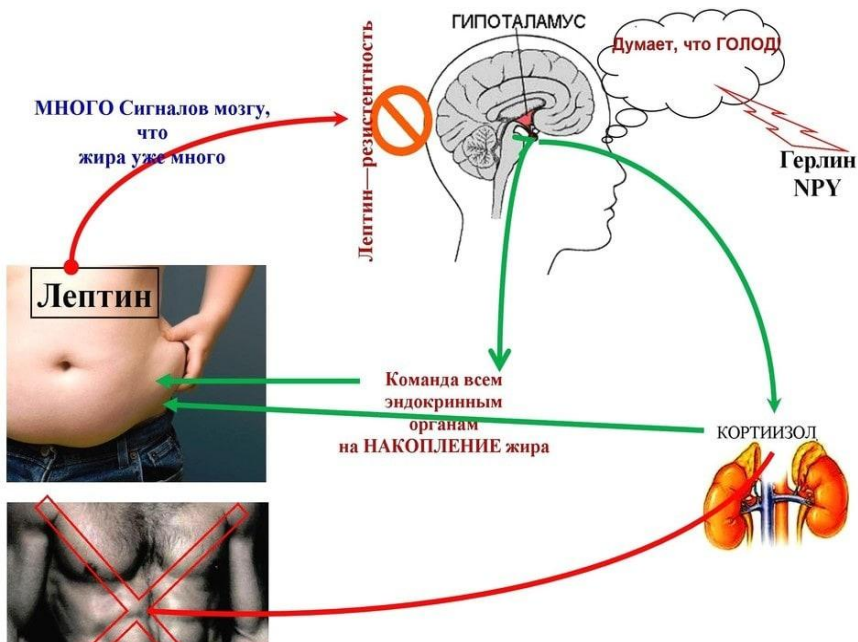 ГИПОТАЛАМУС
Думает, что ГОЛОД!
МНОГО Сигналов мозгу,
что
жира уже много
Лептин—резистентность
Герлин
NPY
Лептин
Команда всем
эндокринным
органам
на НАКОПЛЕНИЕ жира
КОРТИИЗОЛ